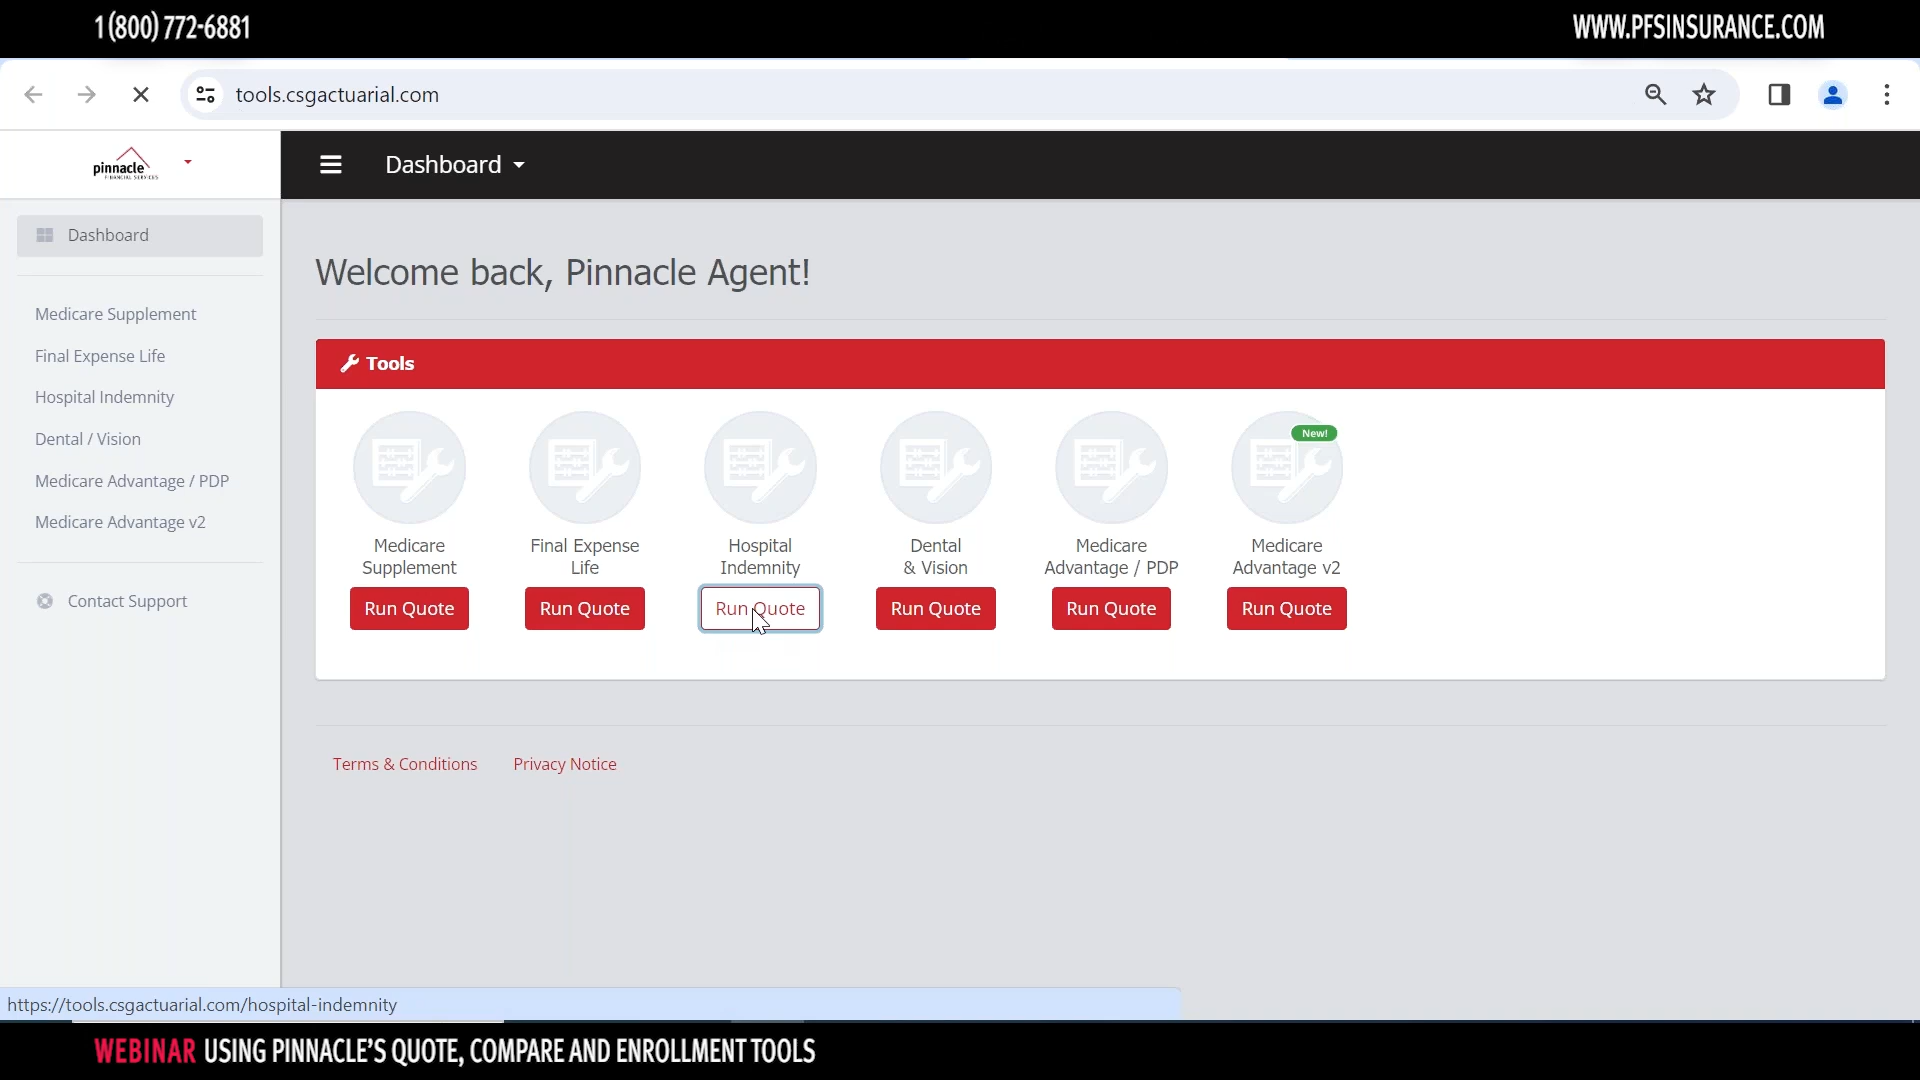 1 (800) 772-6881
WWW.PFSINSURANCE.COM
tools.csgactuarial.com
pinnacle
FINANCIAL SERVICES
Dashboard
Dashboard
Medicare Supplement
Final Expense Life
Hospital Indemnity
Dental / Vision
Medicare Advantage / PDP
Medicare Advantage v2
Contact Support
Welcome back, Pinnacle Agent!
Tools
New!
Medicare
Supplement
Run Quote
Final Expense
Life
Run Quote
Hospital
Indemnity
Run Quote
Dental
& Vision
Run Quote
Medicare
Advantage / PDP
Run Quote
Medicare
Advantage v2
Run Quote
Terms & Conditions
Privacy Notice
https://tools.csgactuarial.com/hospital-indemnity
WEBINAR USING PINNACLE'S QUOTE, COMPARE AND ENROLLMENT TOOLS